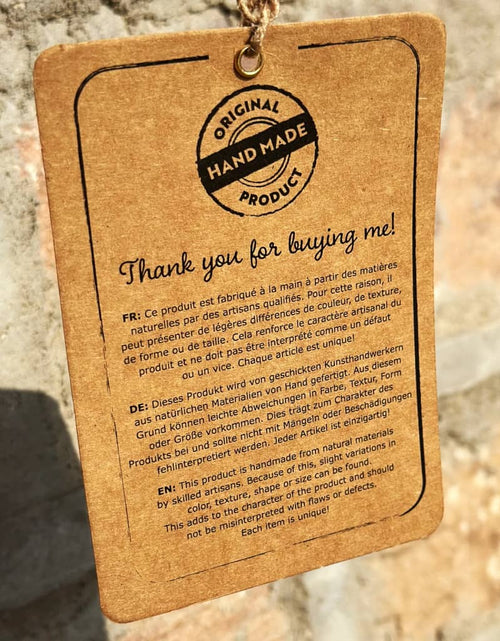 ORIGINAL
HAND MADE
PRODUCT
Thank you for buying me!
FR: Ce produit est fabriqué à la main à partir des matières
naturelles par des artisans qualifiés. Pour cette raison, il
peut présenter de légères différences de couleur, de texture,
de forme ou de taille. Cela renforce le caractère artisanal du
produit et ne doit pas être interprété comme un défaut
ou un vice. Chaque article est unique!
DE: Dieses Produkt wird von geschickten Kunsthandwerkern
aus natürlichen Materialien von Hand gefertigt. Aus diesem
Grund können leichte Abweichungen in Farbe, Textur, Form
oder Größe vorkommen. Dies trägt zum Charakter des
Produkts bei und sollte nicht mit Mängeln oder Beschädigungen
fehlinterpretiert werden. Jeder Artikel ist einzigartig!
EN: This product is handmade from natural materials
by skilled artisans. Because of this, slight variations in
color, texture, shape or size can be found.
This adds to the character of the product and should
not be misinterpreted with flaws or defects.
Each item is unique!